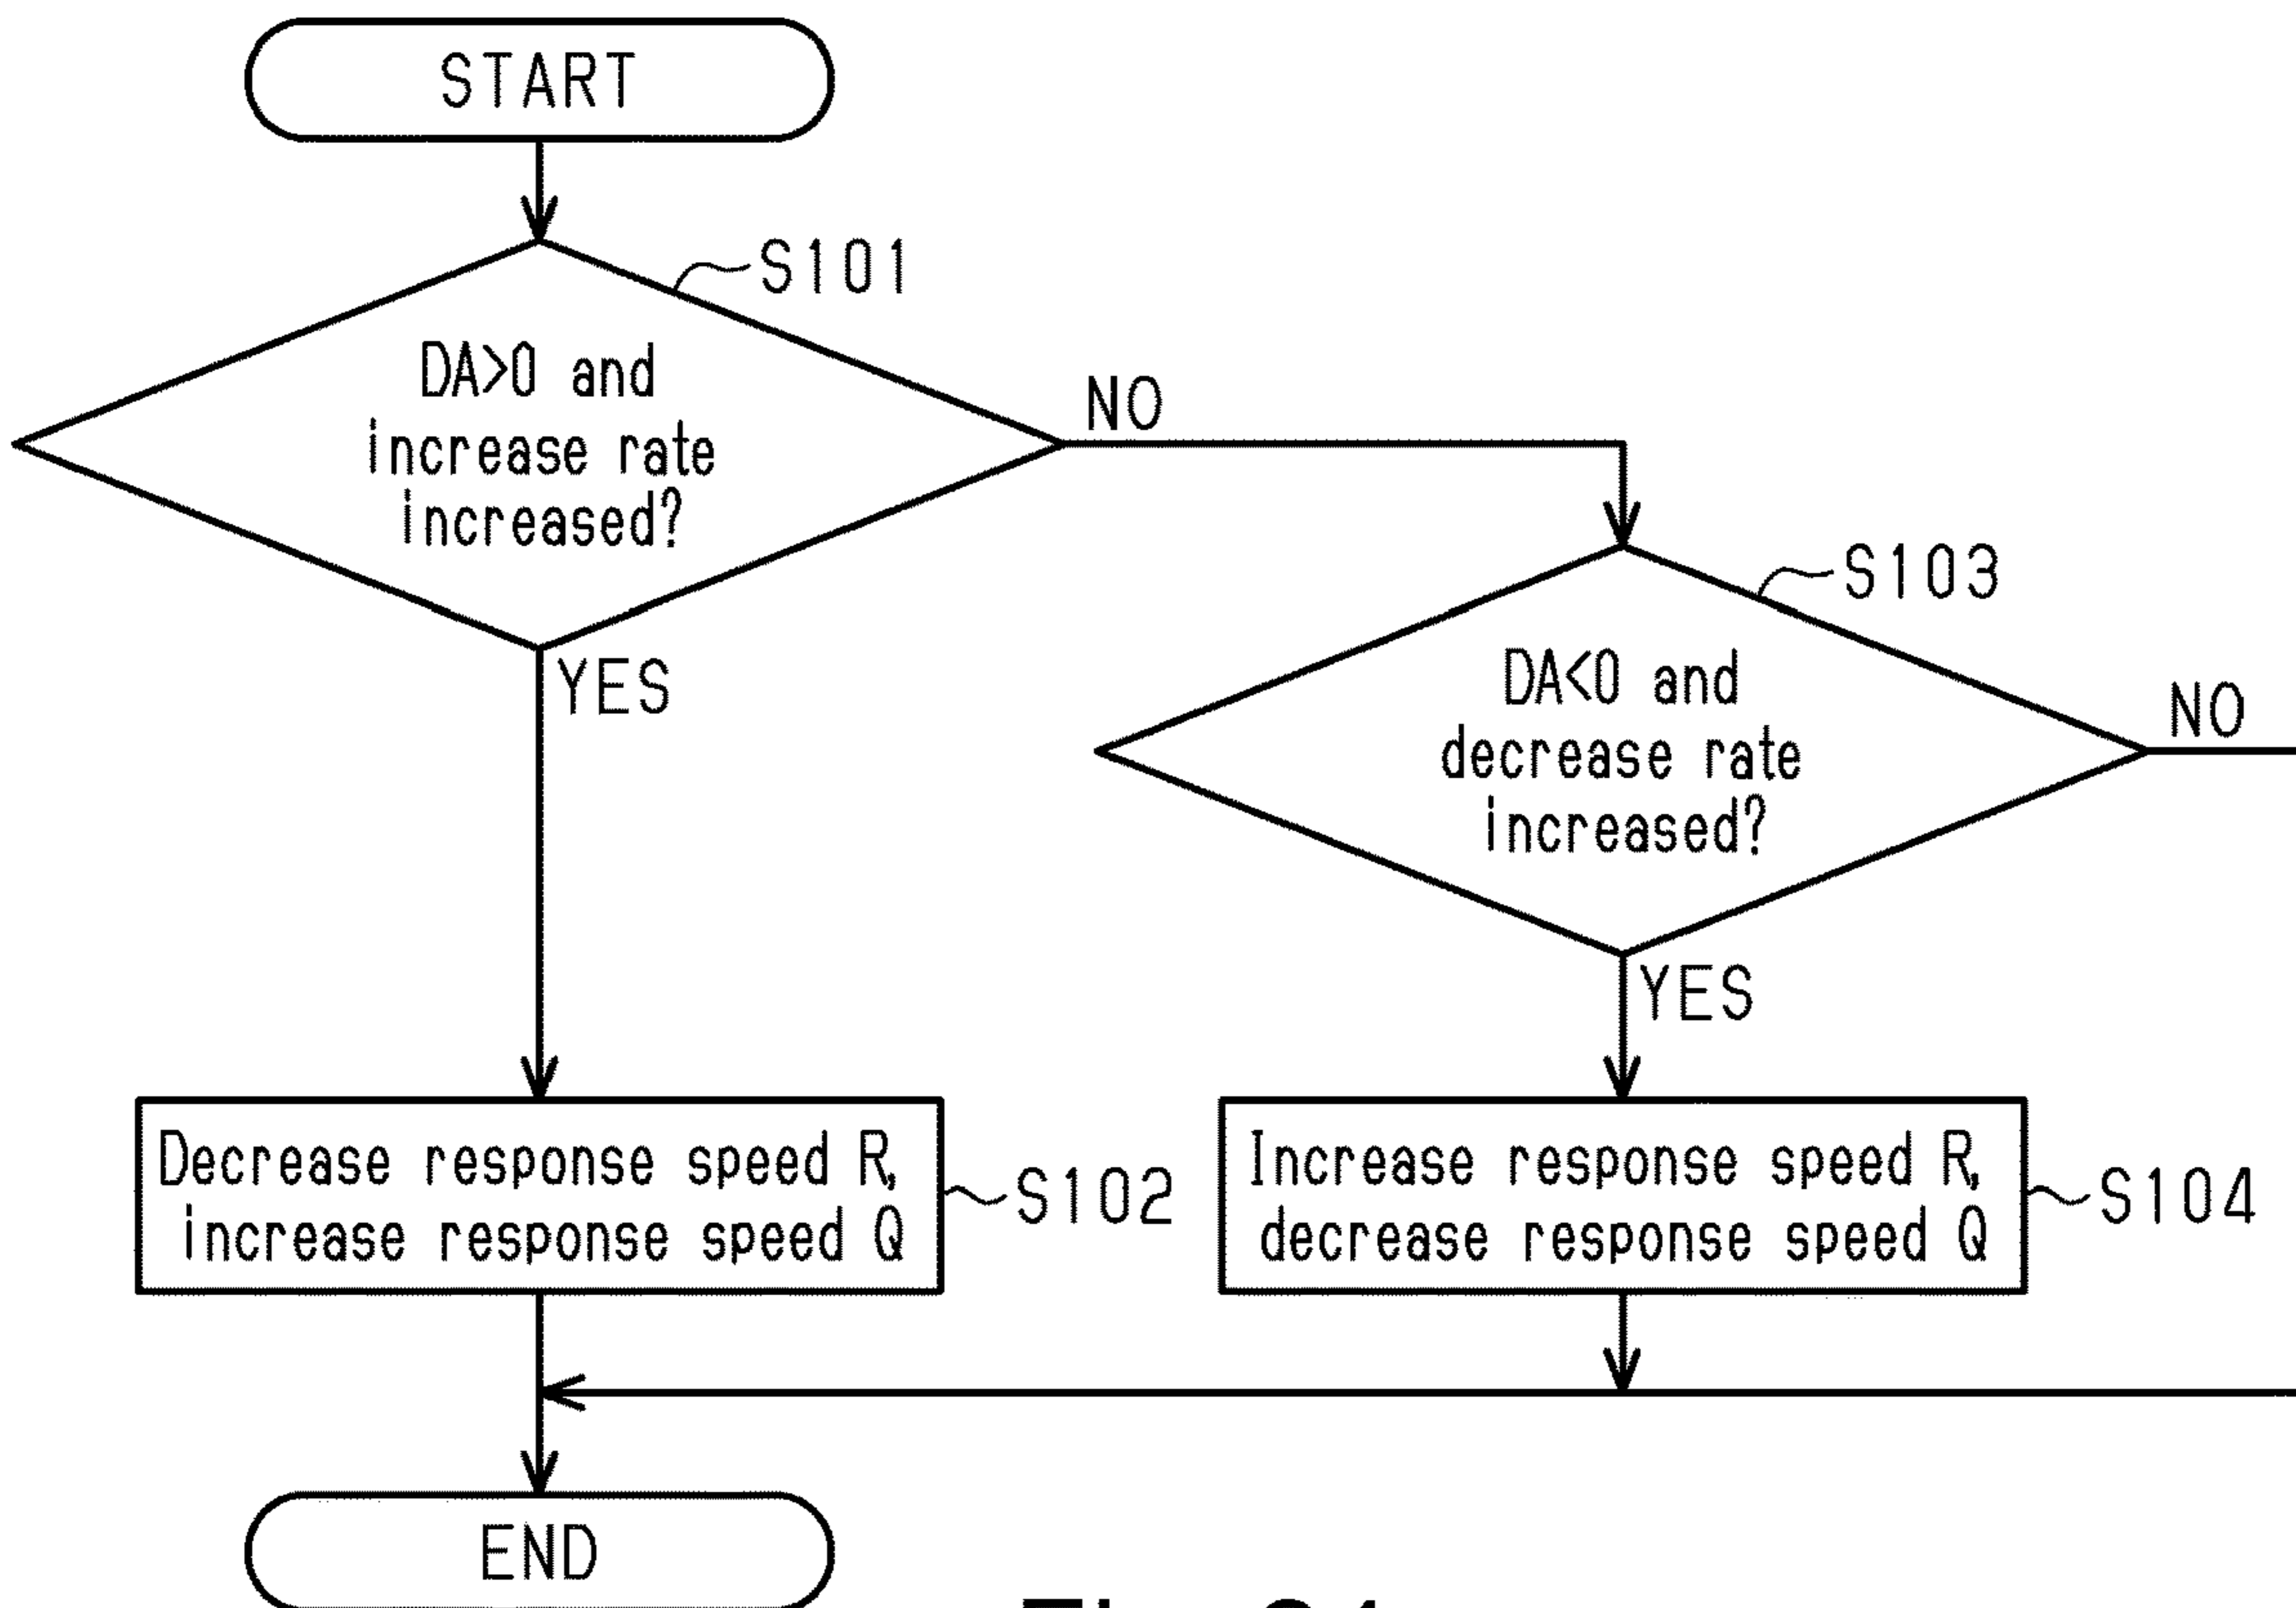 START
S101
DA>0 and
increase rate
increased?
NO
YES
S103
DA<0 and
decrease rate
increased?
NO
YES
Decrease response speed R,
increase response speed Q
S102
Increase response speed R,
decrease response speed Q
S104
END